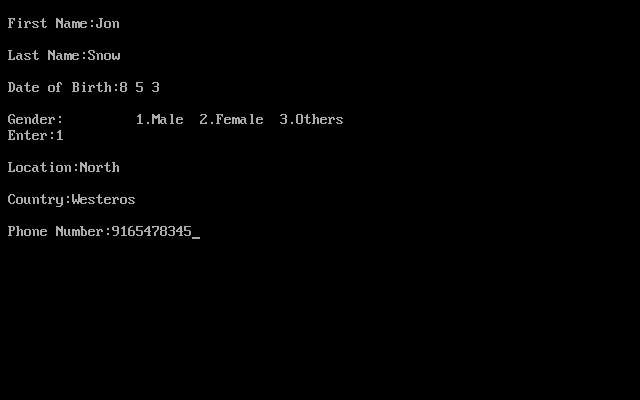 First Name:Jon
Last Name:Snow
Date of Birth:8 5 3
Gender:         1.Male  2.Female  3.Others
Enter:1
Location:North
Country:Westeros
Phone Number:9165478345_